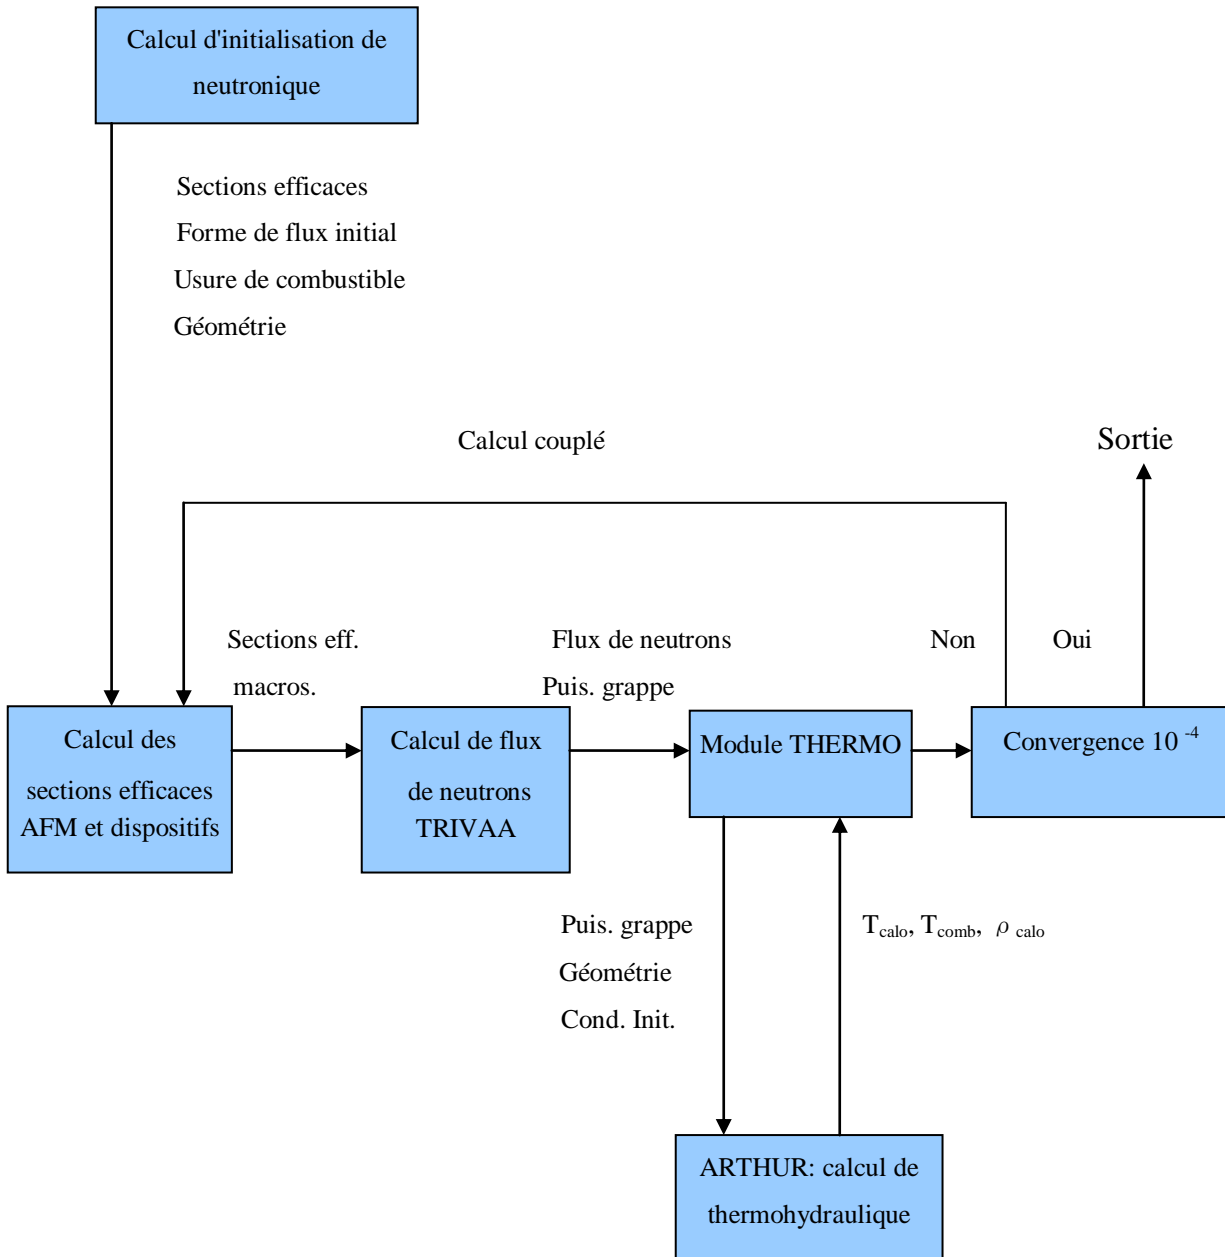 Calcul d'initialisation de
neutronique
Sections efficaces
Forme de flux initial
Usure de combustible
Géométrie
Calcul couplé
Sortie
Sections eff.
macros.
Flux de neutrons
Puis. grappe
Non
Oui
Calcul des
sections efficaces
AFM et dispositifs
Calcul de flux
de neutrons
TRIVAA
Module THERMO
Convergence 10 -4
Puis. grappe
Géométrie
Cond. Init.
Tcalo, Tcomb, ρ calo
ARTHUR: calcul de
thermohydraulique